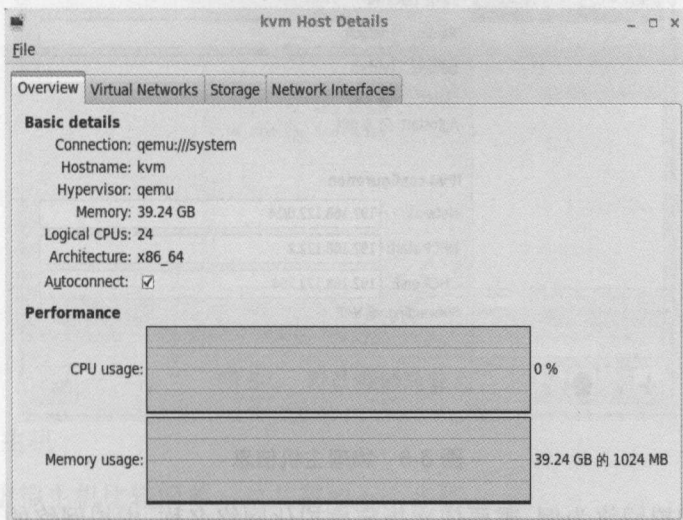 kvm Host Details
File
Overview Virtual Networks Storage Network Interfaces
Basic details
Connection: qemu:///system
Hostname: kvm
Hypervisor: qemu
Memory: 39.24 GB
Logical CPUs: 24
Architecture: x86_64
Autoconnect:
Performance
CPU usage: 0 %
Memory usage: 39.24 GB 的 1024 MB